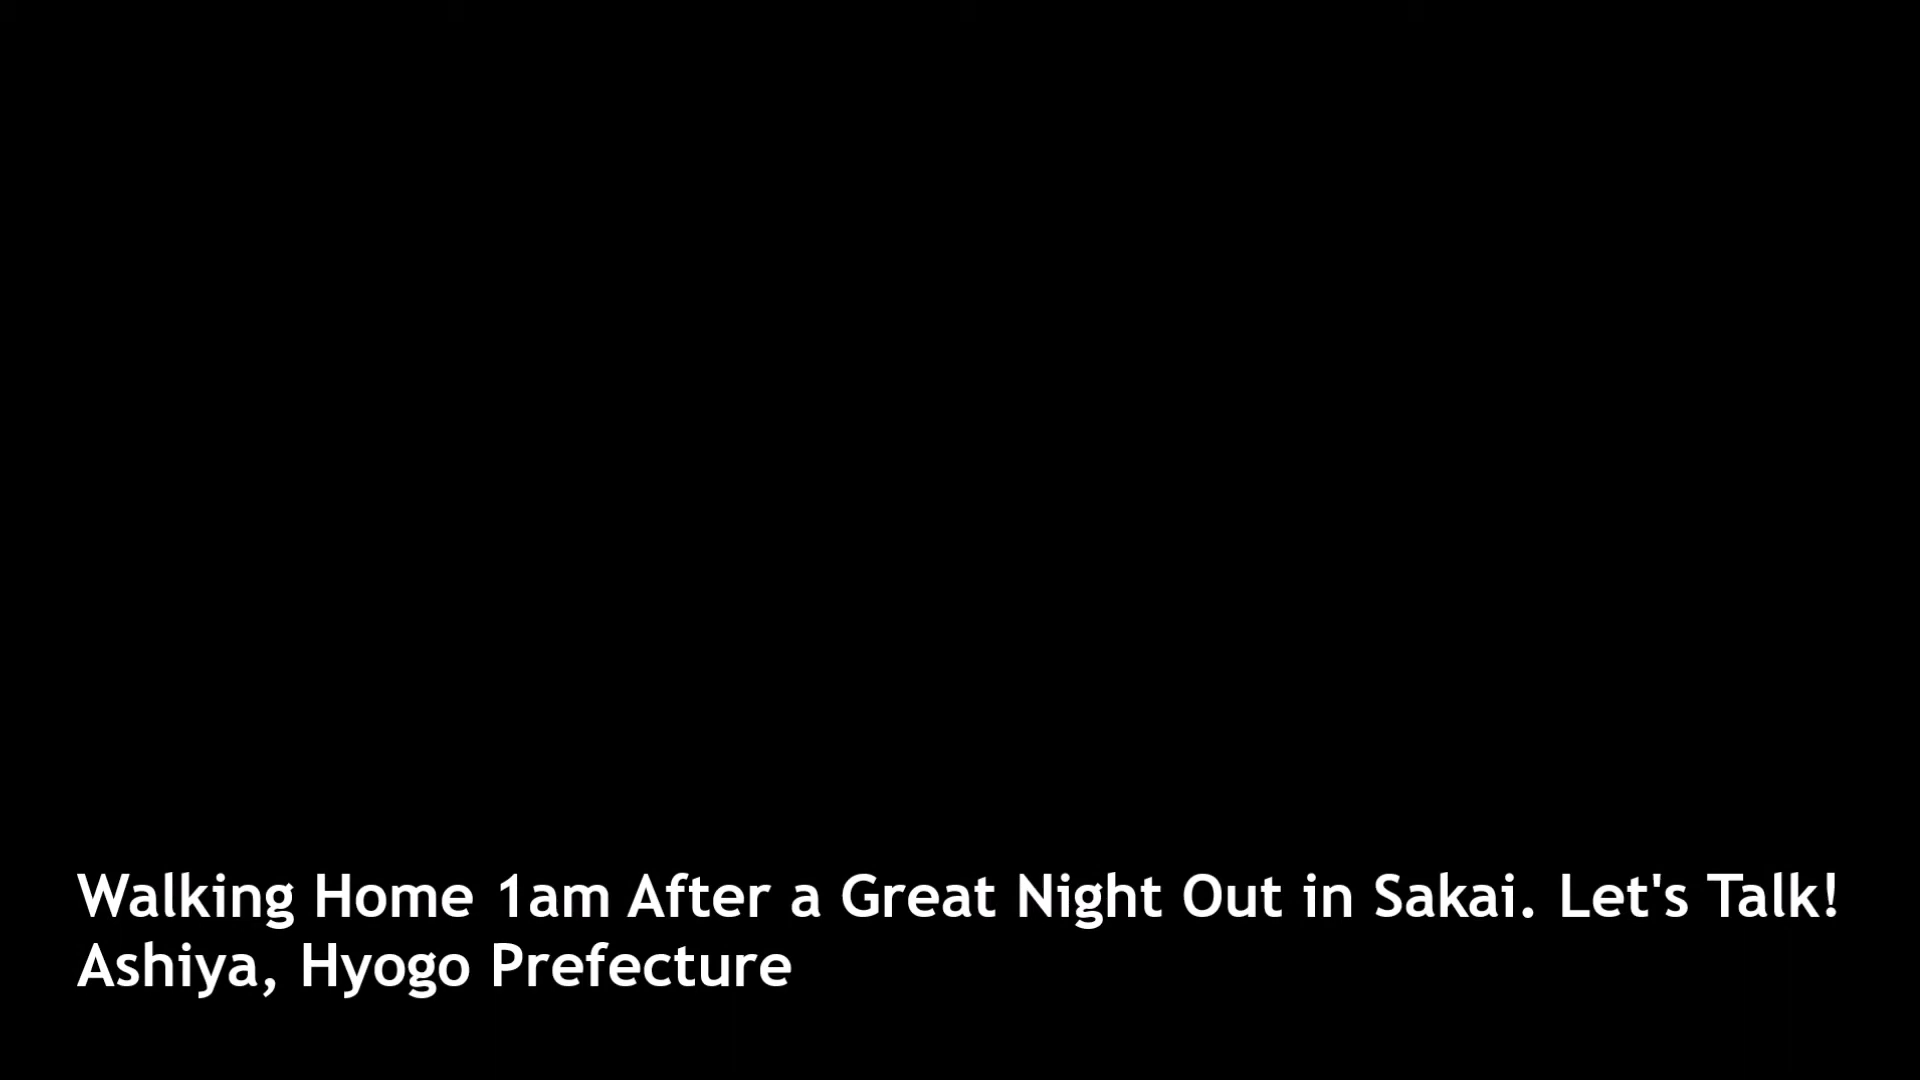 Walking Home 1am After a Great Night Out in Sakai. Let's Talk!
Ashiya, Hyogo Prefecture